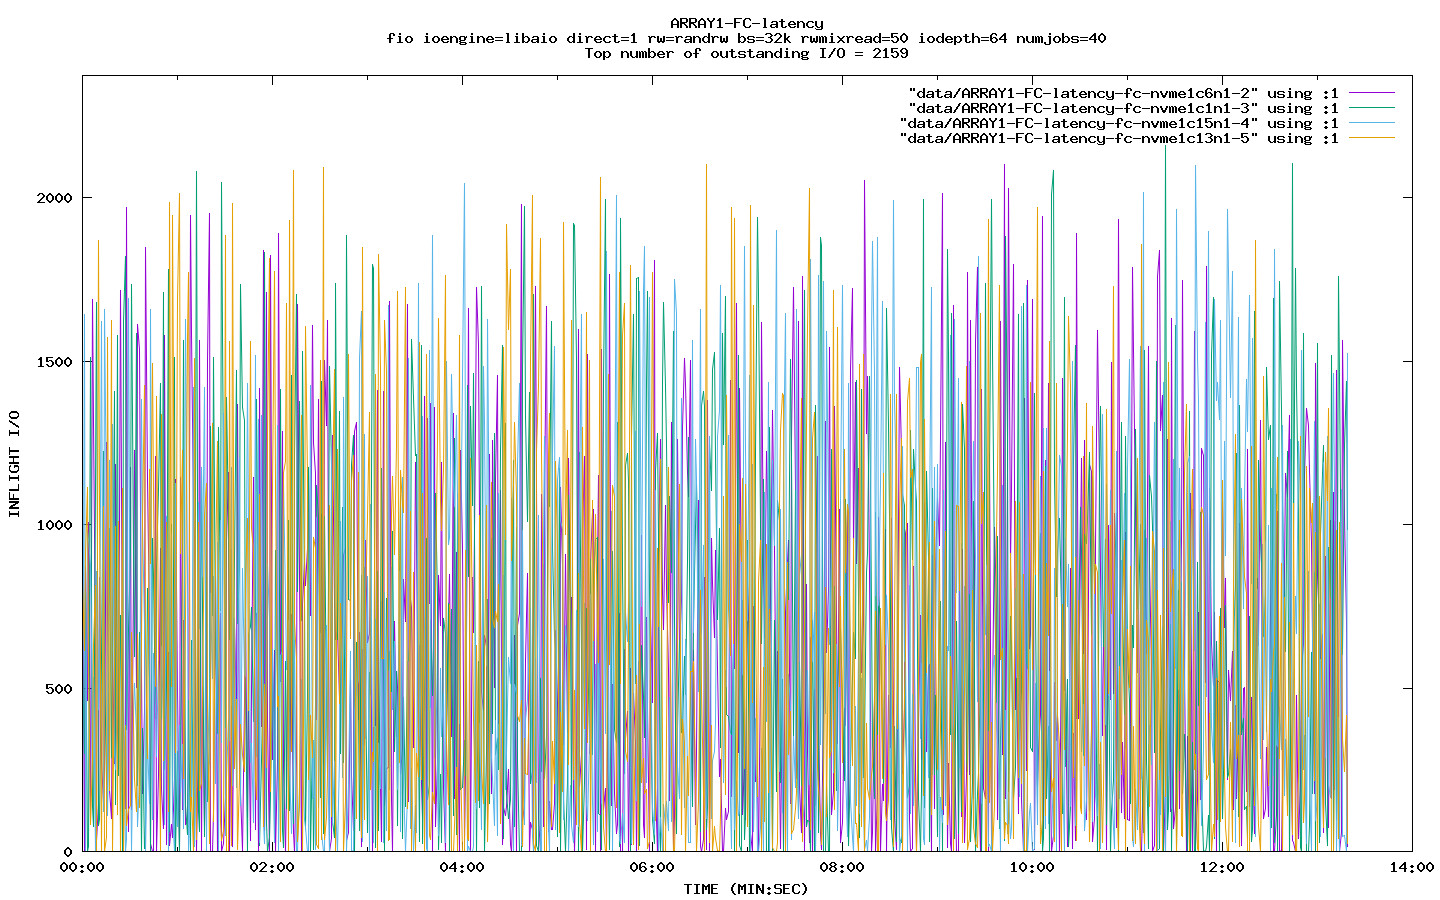 ARRAY1-FC-latency
fio ioengine=libaio direct=1 rw=randrw bs=32k rwmixread=50 iodepth=64 numjobs=40
Top number of outstanding I/O = 2159
"data/ARRAY1-FC-latency-fc-nvme1c6n1-2" using :1
"data/ARRAY1-FC-latency-fc-nvme1c1n1-3" using :1
"data/ARRAY1-FC-latency-fc-nvme1c15n1-4" using :1
"data/ARRAY1-FC-latency-fc-nvme1c13n1-5" using :1
2000
1500
1000
500
0
INFLIGHT I/O
00:00 02:00 04:00 06:00 08:00 10:00 12:00 14:00
TIME (MIN:SEC)